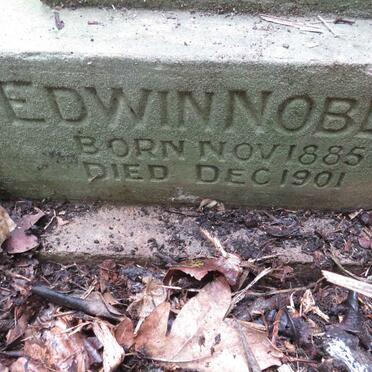 EDWIN NOBL
BORN NOV 1885
DIED DEC 1901